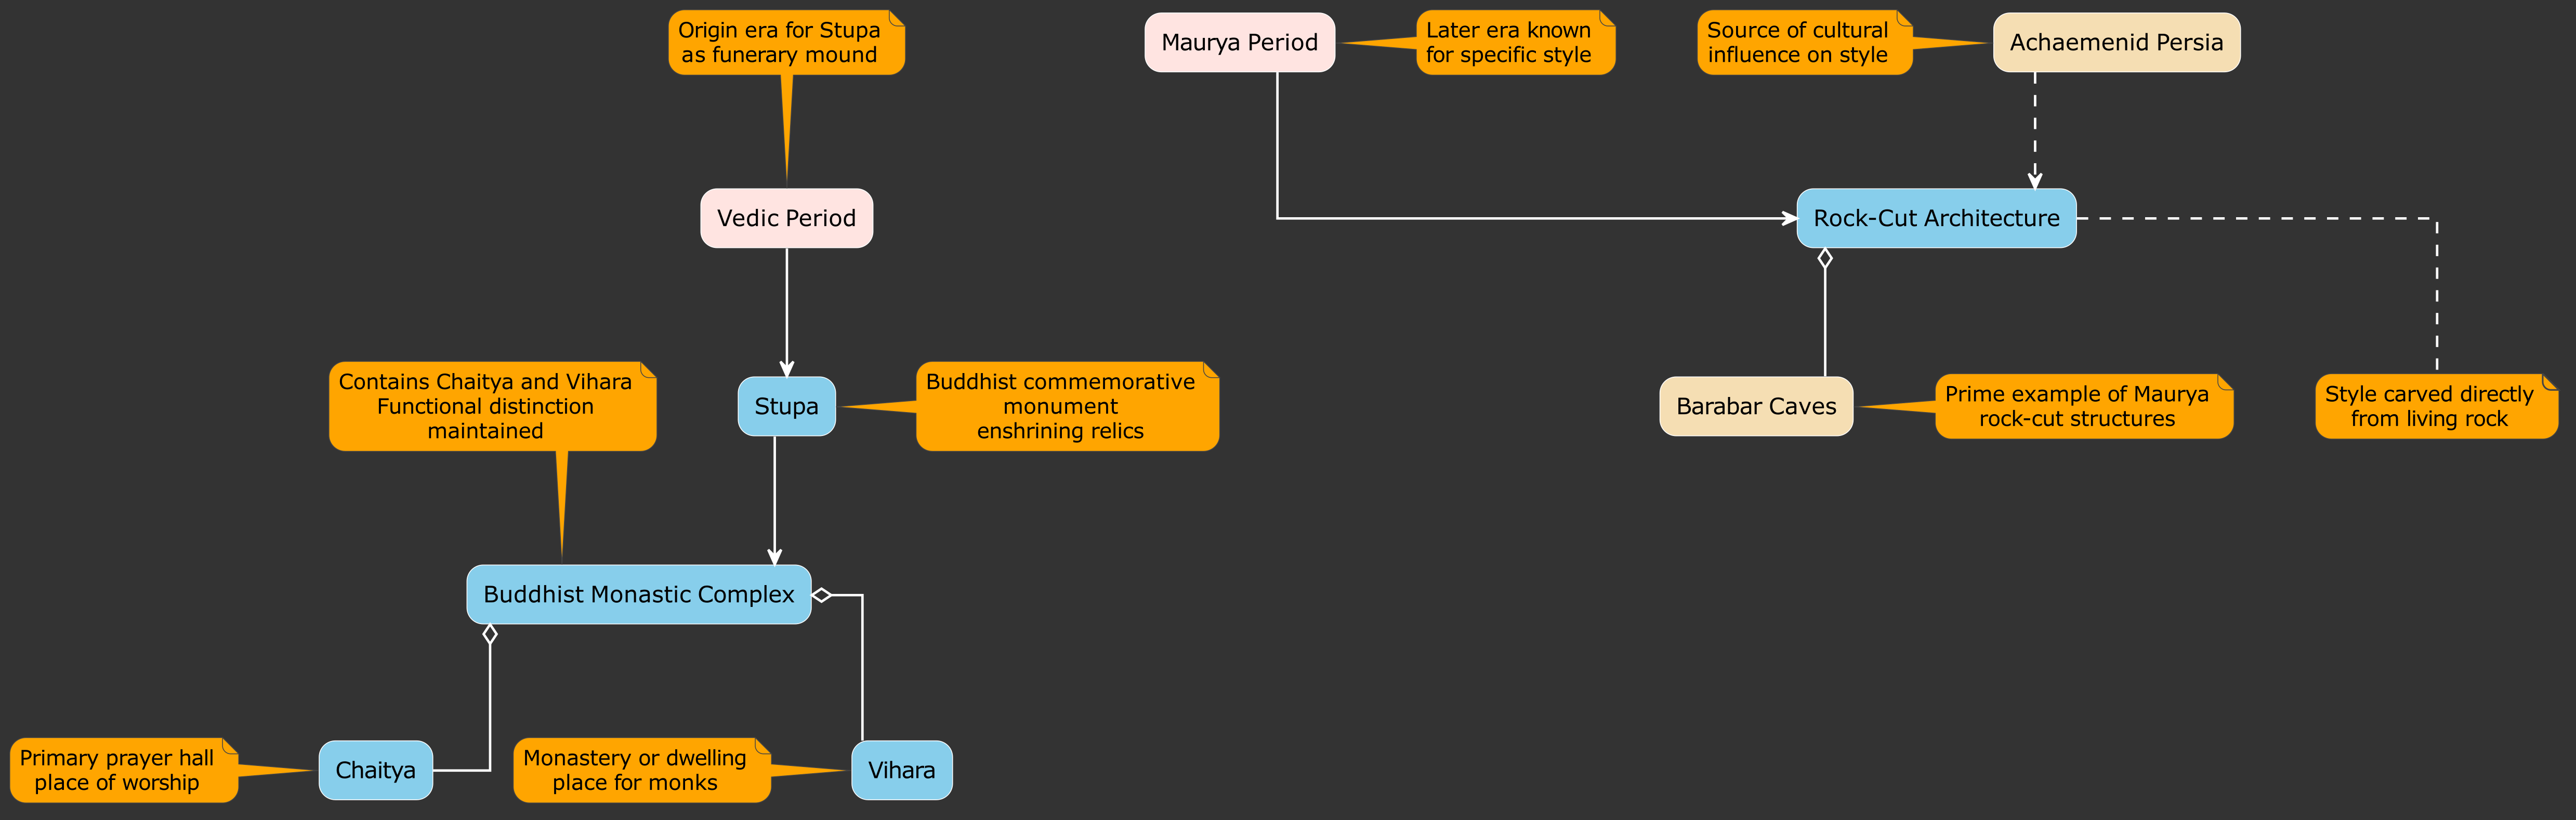 Origin era for Stupa
as funerary mound
Maurya Period
Later era known
for specific style
Source of cultural
influence on style
Achaemenid Persia
Vedic Period
Rock-Cut Architecture
Contains Chaitya and Vihara
Functional distinction
maintained
Stupa
Buddhist commemorative
monument
enshrining relics
Barabar Caves
Prime example of Maurya
rock-cut structures
Style carved directly
from living rock
Buddhist Monastic Complex
Primary prayer hall
place of worship
Chaitya
Monastery or dwelling
place for monks
Vihara